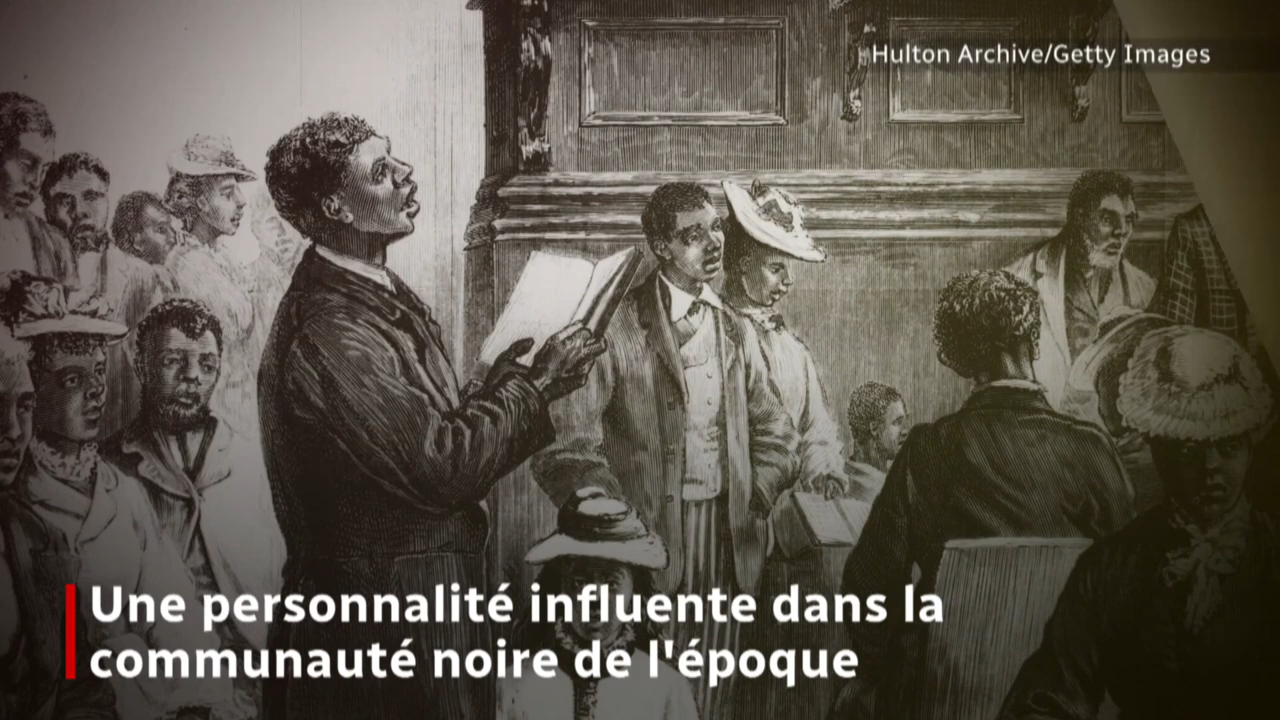 Hulton Archive/Getty Images
Une personnalité influente dans la
communauté noire de l'époque